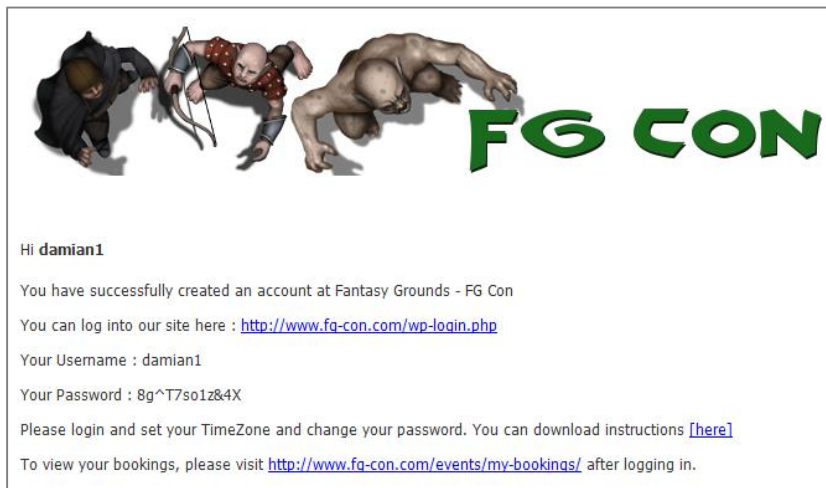 FG CON
Hi damian1
You have successfully created an account at Fantasy Grounds - FG Con
You can log into our site here : http://www.fg-con.com/wp-login.php
Your Username : damian1
Your Password : 8g^T7so1z&4X
Please login and set your TimeZone and change your password. You can download instructions [here]
To view your bookings, please visit http://www.fg-con.com/events/my-bookings/ after logging in.